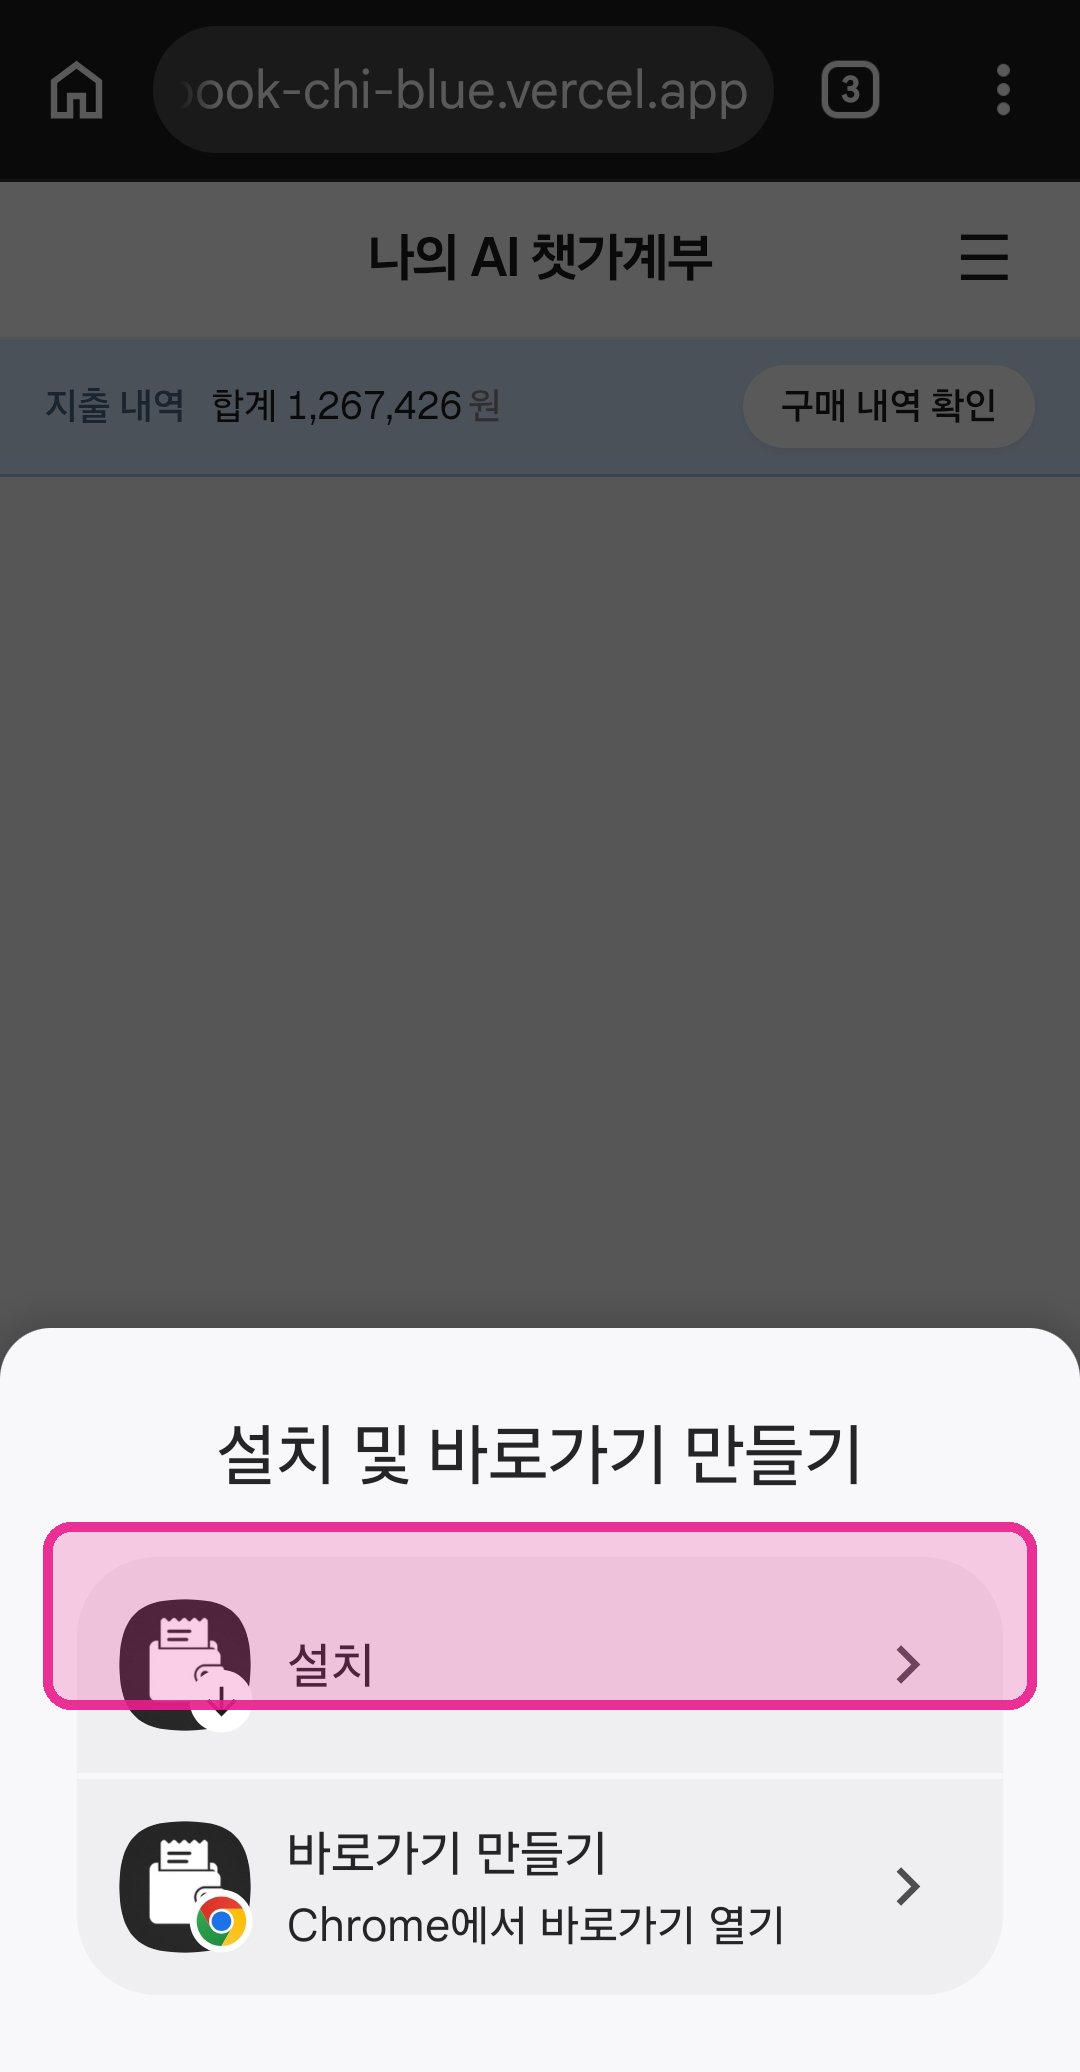 ook-chi-blue.vercel.app
3
나의 AI 챗가계부
지출 내역 합계 1,267,426원 구매 내역 확인
설치 및 바로가기 만들기
설치
바로가기 만들기
Chrome에서 바로가기 열기